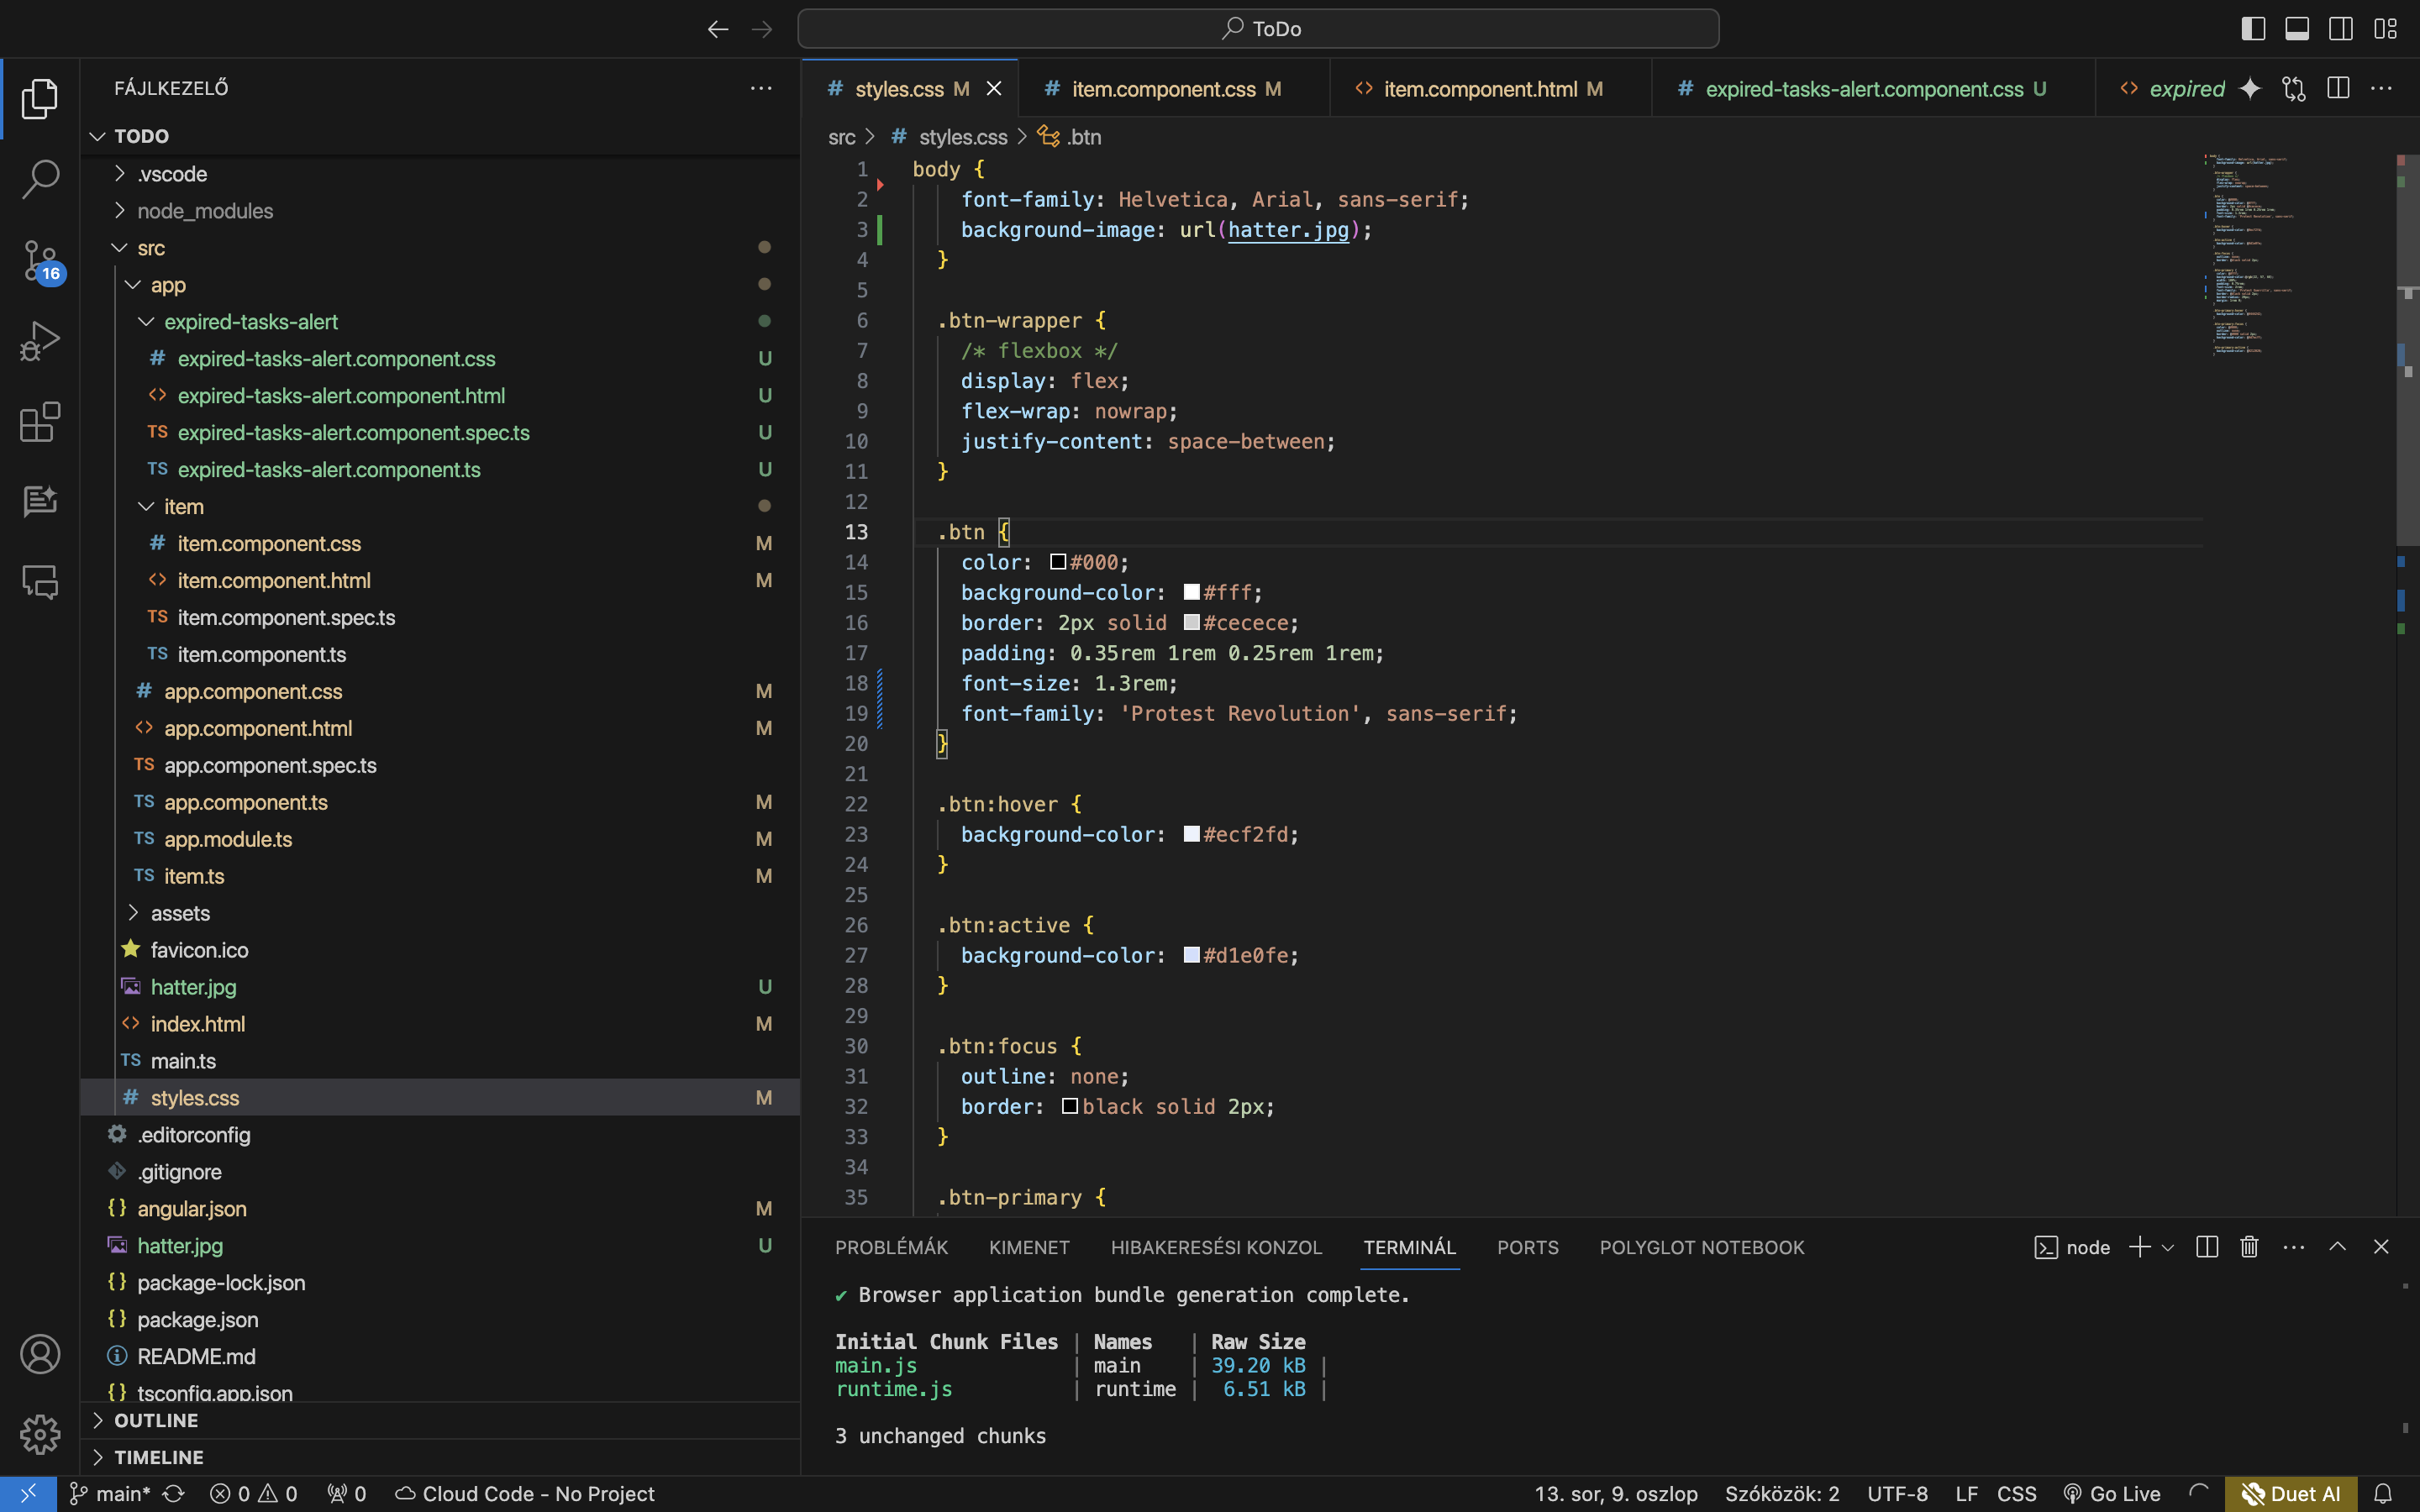 ToDo
FÁJLKEZELŐ
TODO
.vscode
node_modules
src
app
expired-tasks-alert
expired-tasks-alert.component.css U
expired-tasks-alert.component.html U
TS expired-tasks-alert.component.spec.ts U
TS expired-tasks-alert.component.ts U
item
item.component.css M
item.component.html M
TS item.component.spec.ts
TS item.component.ts
app.component.css M
app.component.html M
TS app.component.spec.ts
TS app.component.ts M
TS app.module.ts M
TS item.ts M
assets
favicon.ico
hatter.jpg U
index.html M
TS main.ts
styles.css M
.editorconfig
.gitignore
angular.json M
hatter.jpg U
package-lock.json
package.json
README.md
tsconfig.app.json
OUTLINE
TIMELINE
16
# styles.css M # item.component.css M <> item.component.html M # expired-tasks-alert.component.css U <> expired
src > # styles.css > .btn
1 body {
2 font-family: Helvetica, Arial, sans-serif;
3 background-image: url(hatter.jpg);
4 }
5
6 .btn-wrapper {
7 /* flexbox */
8 display: flex;
9 flex-wrap: nowrap;
10 justify-content: space-between;
11 }
12
13 .btn {
14 color: #000;
15 background-color: #fff;
16 border: 2px solid #cecece;
17 padding: 0.35rem 1rem 0.25rem 1rem;
18 font-size: 1.3rem;
19 font-family: 'Protest Revolution', sans-serif;
20 }
21
22 .btn:hover {
23 background-color: #ecf2fd;
24 }
25
26 .btn:active {
27 background-color: #d1e0fe;
28 }
29
30 .btn:focus {
31 outline: none;
32 border: black solid 2px;
33 }
34
35 .btn-primary {
PROBLÉMÁK KIMENET HIBAKERESÉSI KONZOL TERMINÁL PORTS POLYGLOT NOTEBOOK node
✔ Browser application bundle generation complete.
Initial Chunk Files | Names | Raw Size
main.js | main | 39.20 kB |
runtime.js | runtime | 6.51 kB |
3 unchanged chunks
main* 0 0 0 Cloud Code - No Project 13. sor, 9. oszlop Szóközök: 2 UTF-8 LF CSS Go Live Duet AI